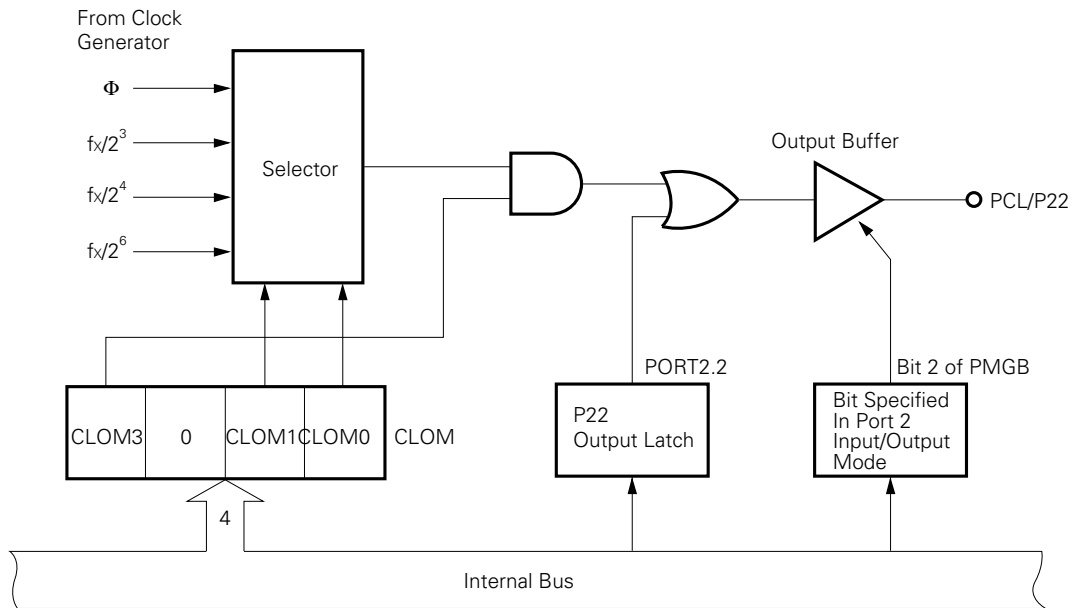 From Clock
Generator
Φ
fx/2³
fx/2⁴
fx/2⁶
Selector
Output Buffer
PCL/P22
PORT2.2
Bit 2 of PMGB
CLOM3
0
CLOM1
CLOM0
CLOM
P22
Output Latch
Bit Specified
In Port 2
Input/Output
Mode
4
Internal Bus